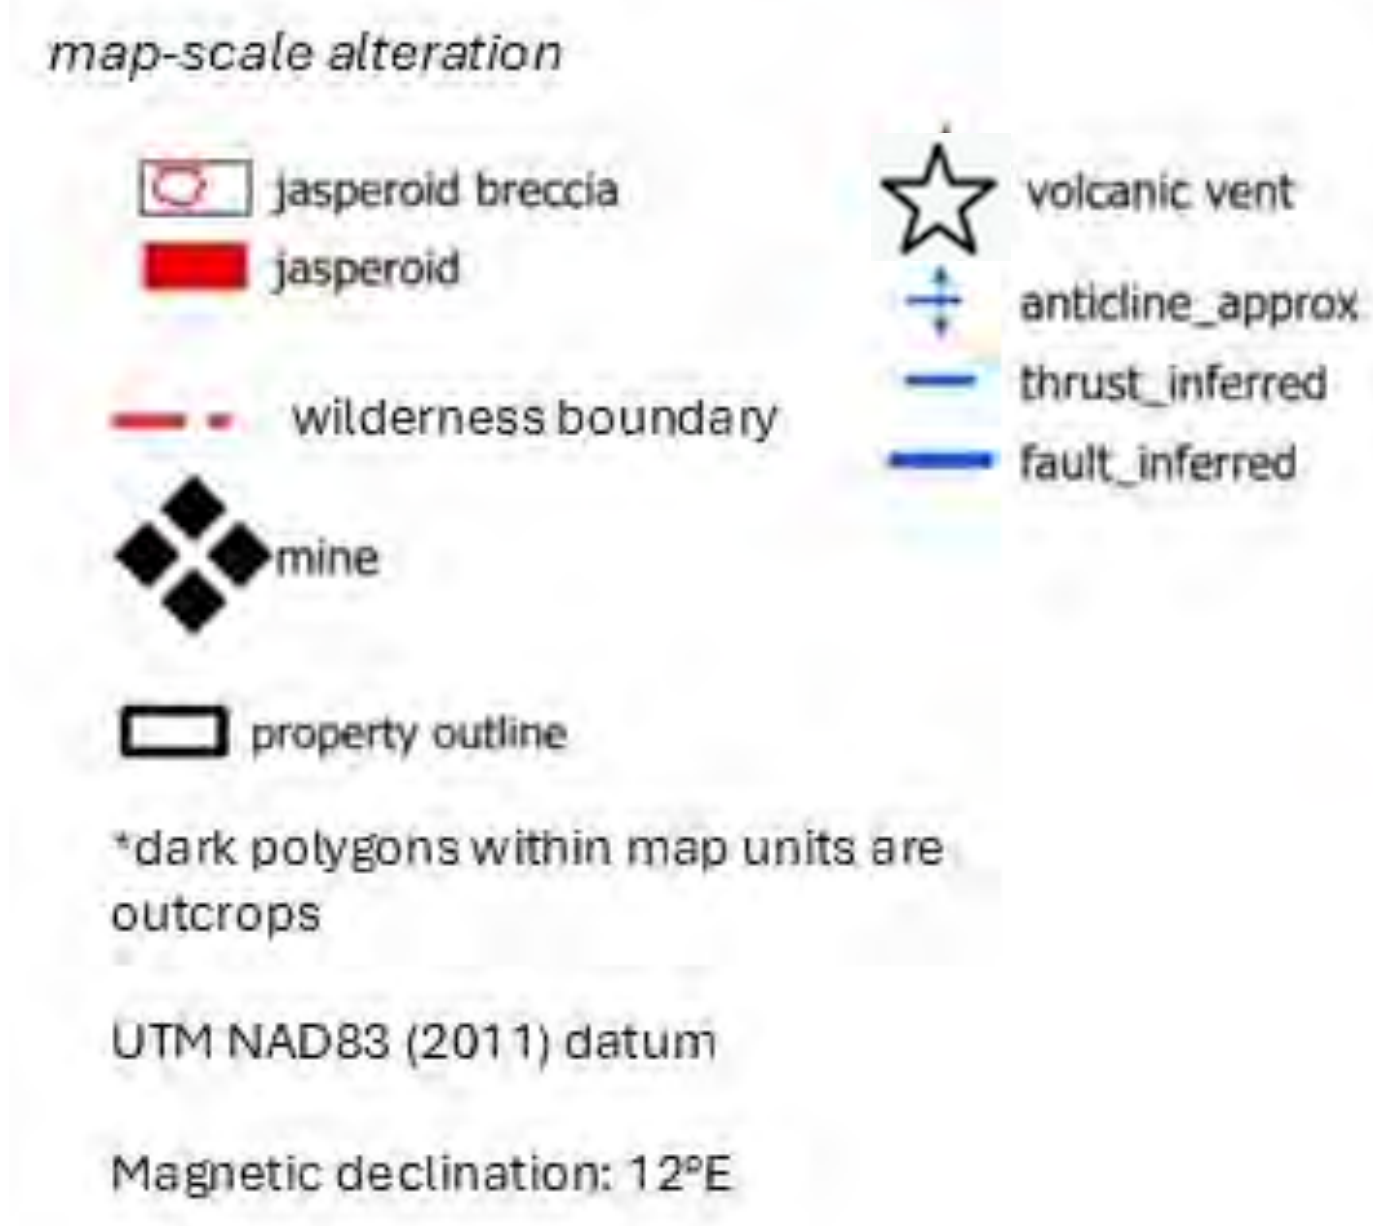 map-scale alteration
jasperoid breccia
jasperoid
wilderness boundary
mine
property outline
volcanic vent
anticline_approx
thrust_inferred
fault_inferred
*dark polygons within map units are
outcrops
UTM NAD83 (2011) datum
Magnetic declination: 12ºE